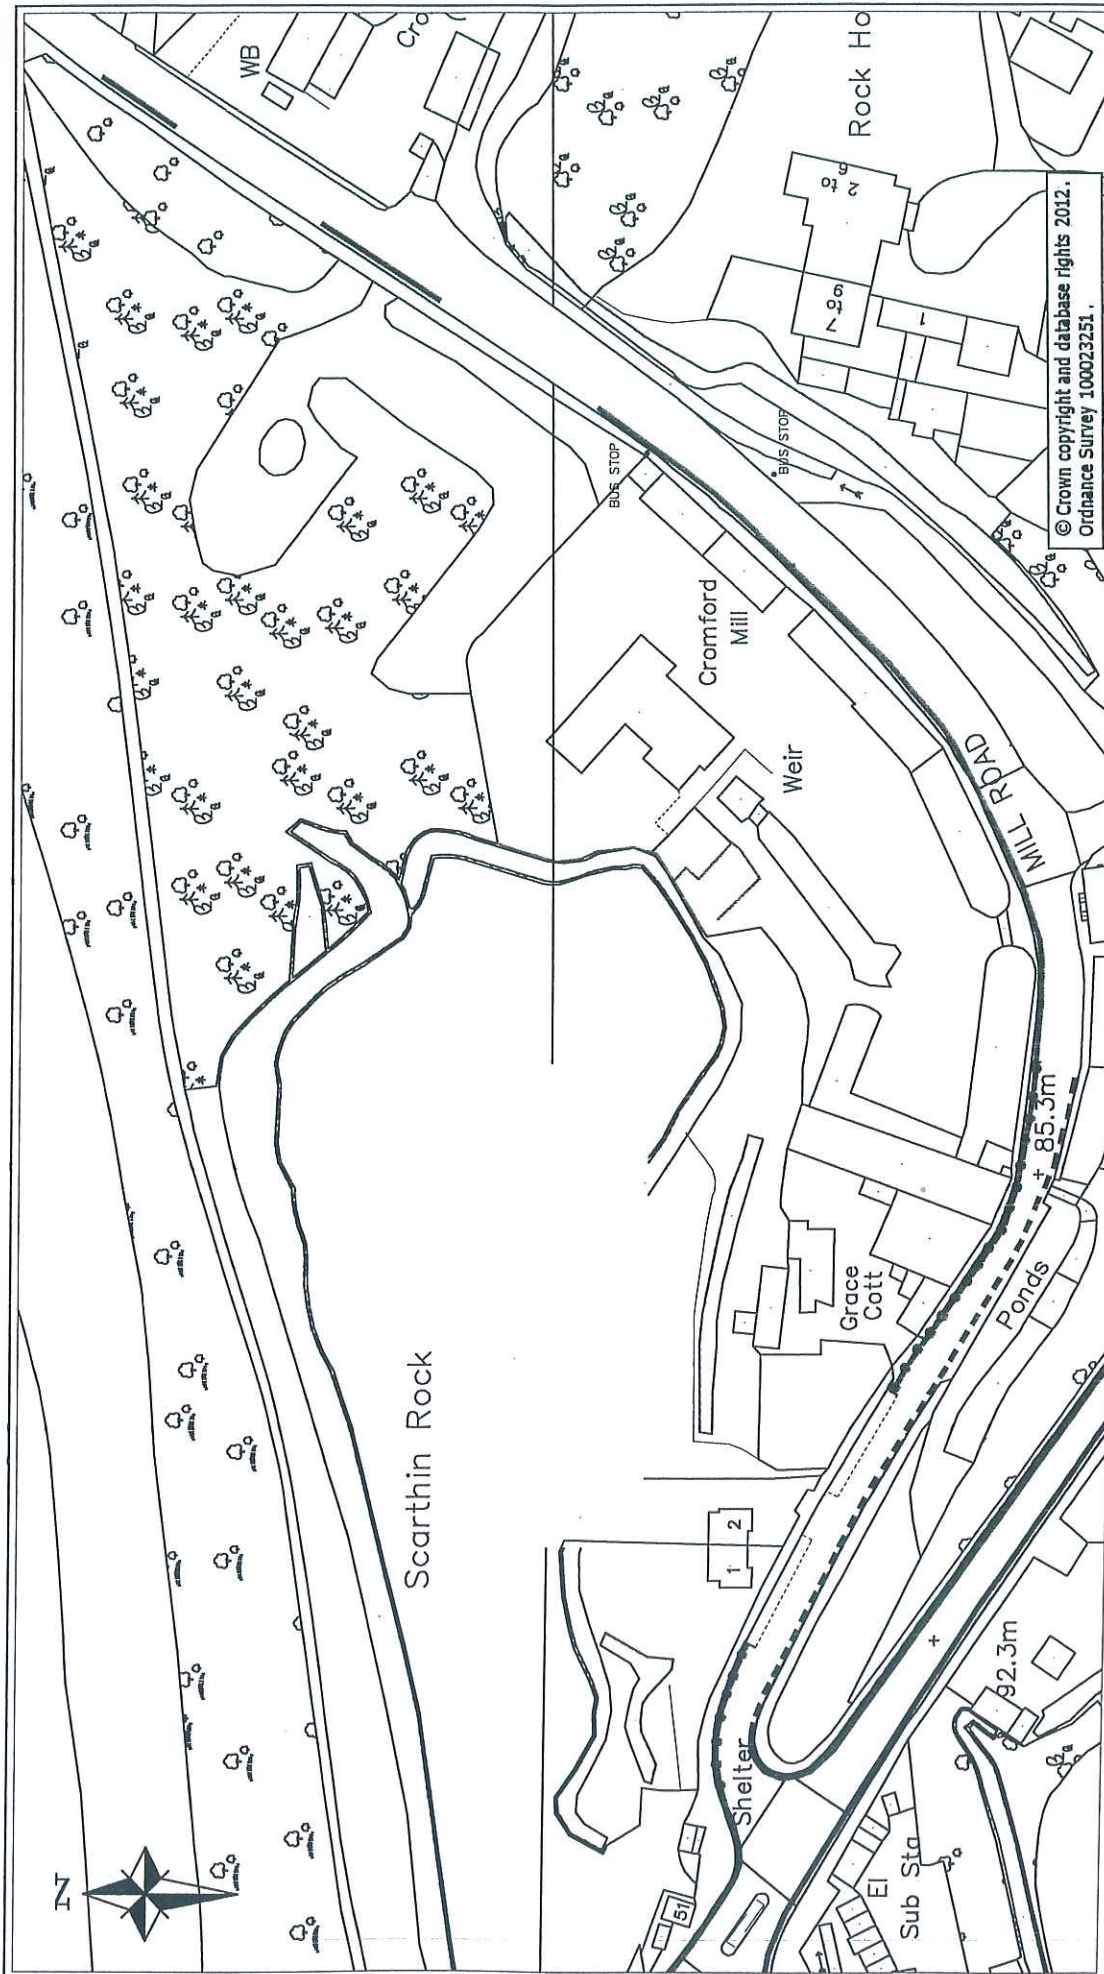 N
WB
Cro
Rock Ho
2 to 6
7 to 9
1
BUS STOP
BUS STOP
Cromford
Mill
Weir
MILL ROAD
85.3m
Ponds
Grace
Cott
Scarthin Rock
1 2
Shelter
51
El
Sub Sta
92.3m
© Crown copyright and database rights 2012.
Ordnance Survey 100023251.